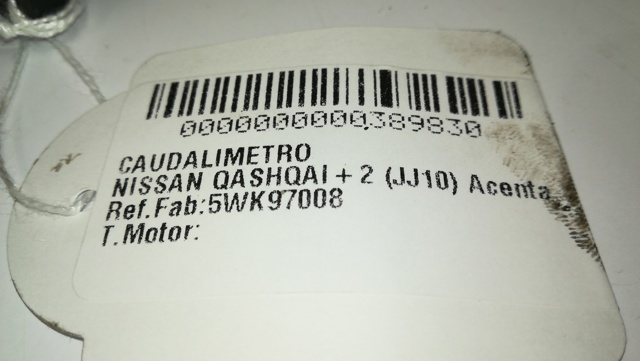 0000000000389830
CAUDALIMETRO
NISSAN QASHQAI + 2 (JJ10) Acenta
Ref.Fab:5WK97008
T.Motor: